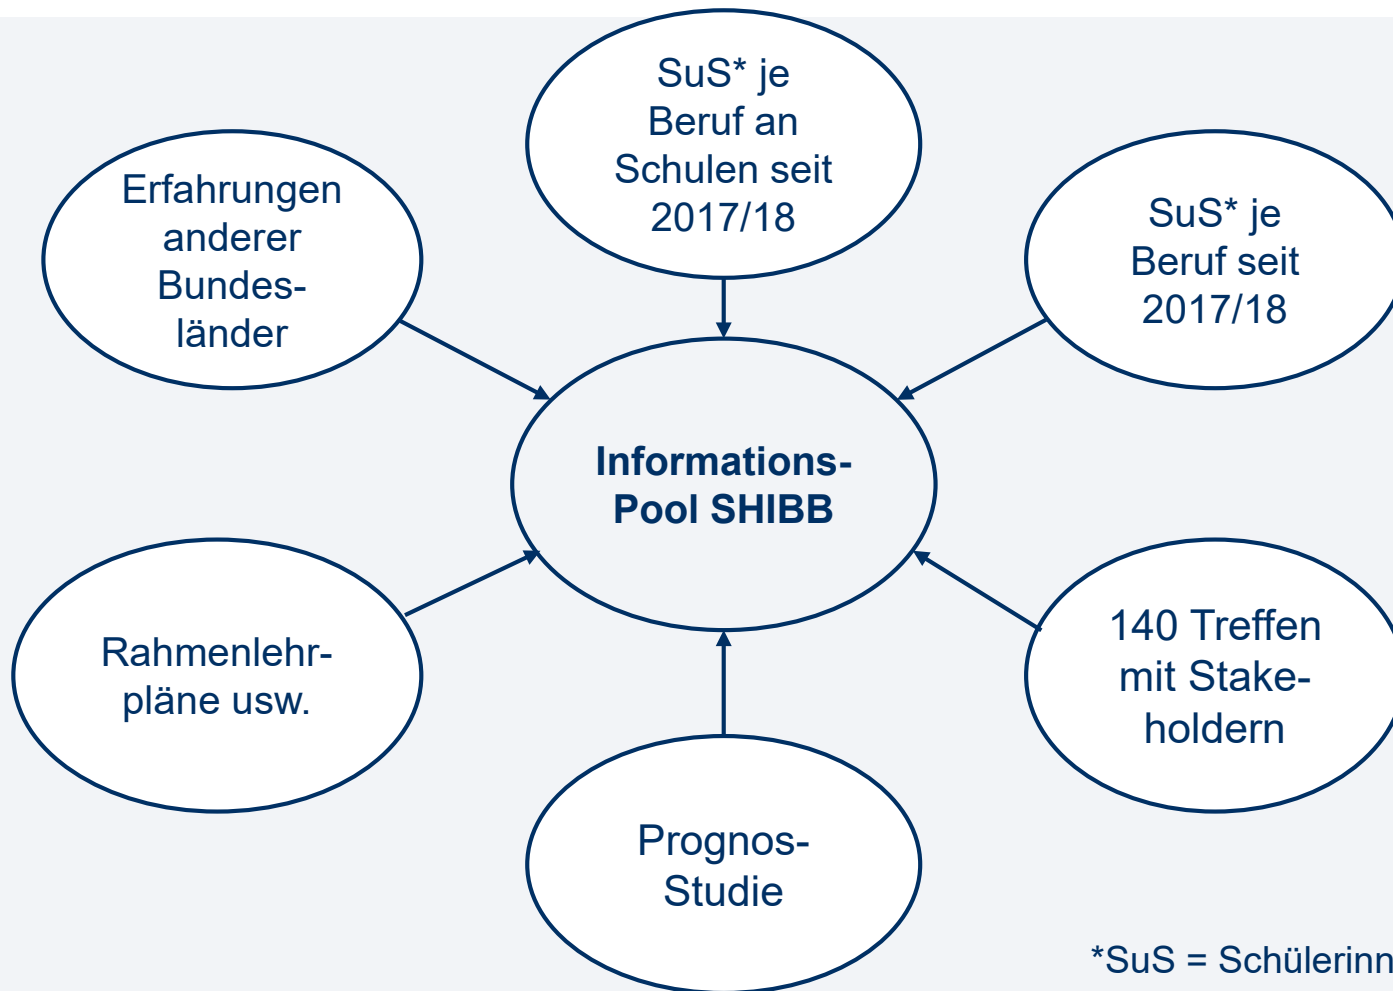 SuS* je
Beruf an
Schulen seit
2017/18
Erfahrungen
anderer
Bundes-
länder
SuS* je
Beruf seit
2017/18
Informations-
Pool SHIBB
Rahmenlehr-
pläne usw.
140 Treffen
mit Stake-
holdern
Prognos-
Studie
*SuS = Schülerinn